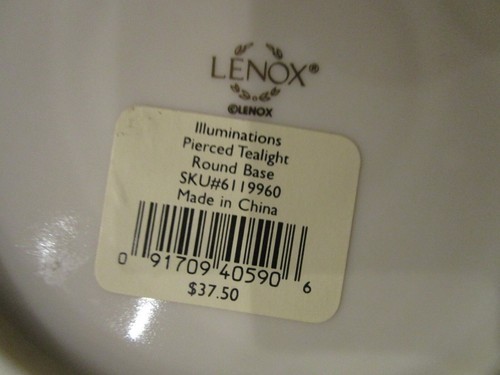 LENOX®
©LENOX
Illuminations
Pierced Tealight
Round Base
SKU#6119960
Made in China
0 91709 40590 6
$37.50